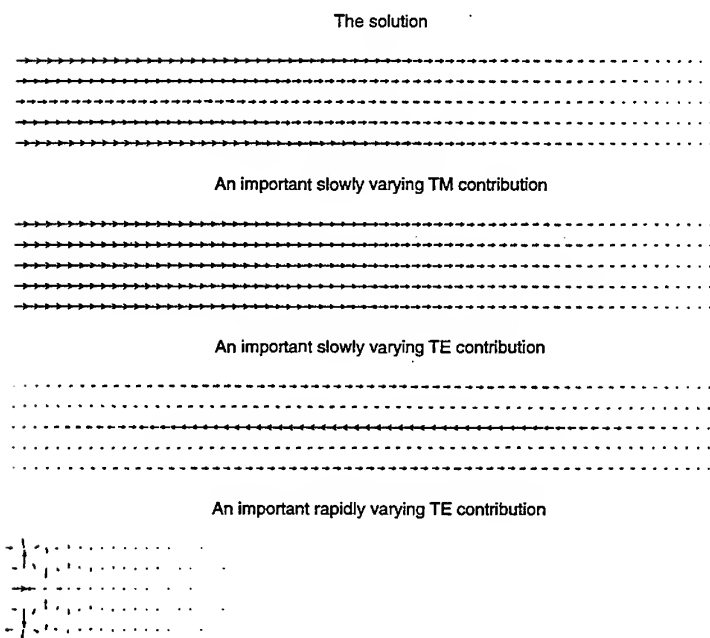 The solution
An important slowly varying TM contribution
An important slowly varying TE contribution
An important rapidly varying TE contribution